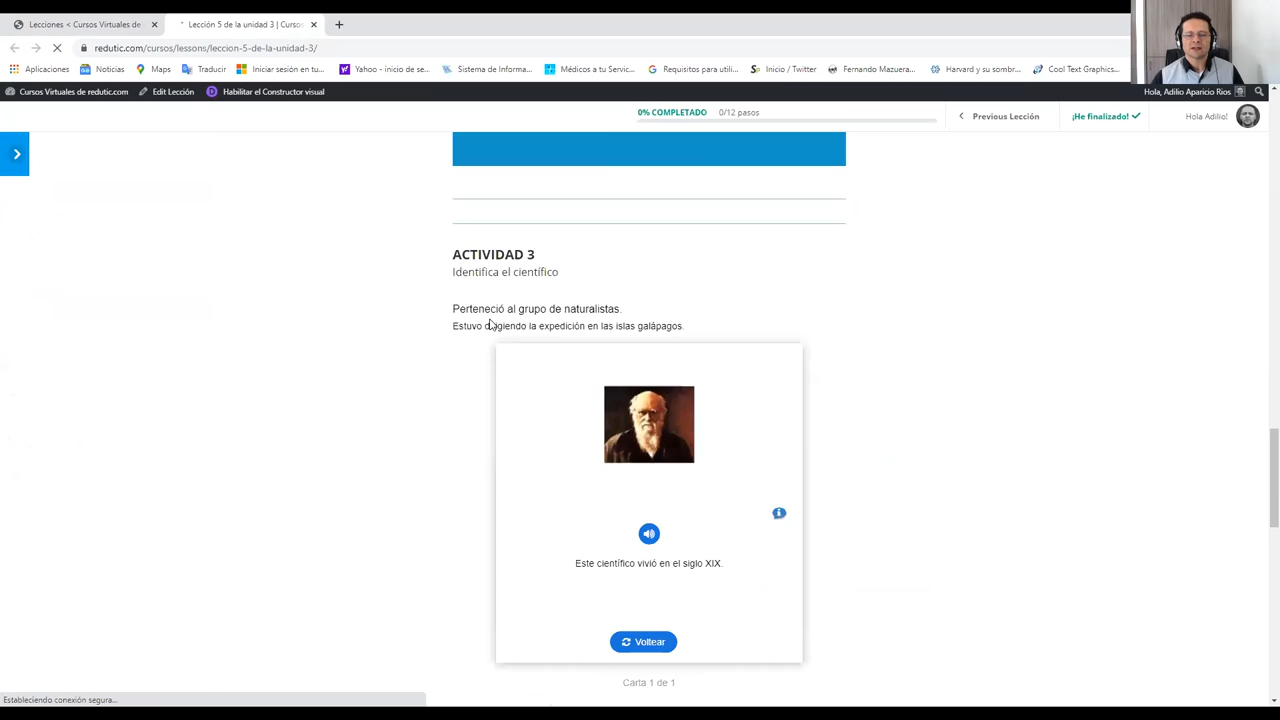 Lecciones < Cursos Virtuales de
Lección 5 de la unidad 3 | Cursos
redutic.com/cursos/lessons/leccion-5-de-la-unidad-3/
Aplicaciones
Noticias
Maps
Traducir
Iniciar sesión en tu...
Yahoo - inicio de se...
Sistema de Informa...
Médicos a tu Servic...
Requisitos para utili...
Inicio / Twitter
Fernando Mazuera...
Harvard y su sombr...
Cool Text Graphics...
Cursos Virtuales de redutic.com
Edit Lección
Habilitar el Constructor visual
Hola, Adilio Aparicio Rios
0% COMPLETADO 0/12 pasos
Previous Lección
¡He finalizado!
Hola Adilio!
ACTIVIDAD 3
Identifica el científico
Perteneció al grupo de naturalistas.
Estuvo dirigiendo la expedición en las islas galápagos.
Este científico vivió en el siglo XIX.
Voltear
Carta 1 de 1
Estableciendo conexión segura...